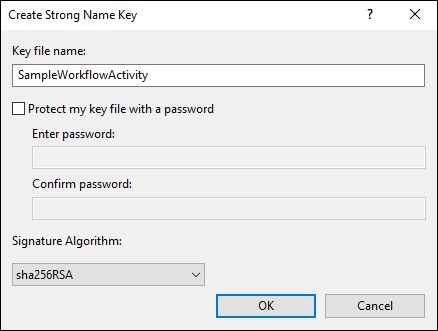 Create Strong Name Key
Key file name:
SampleWorkflowActivity
Protect my key file with a password
Enter password:
Confirm password:
Signature Algorithm:
sha256RSA
OK Cancel